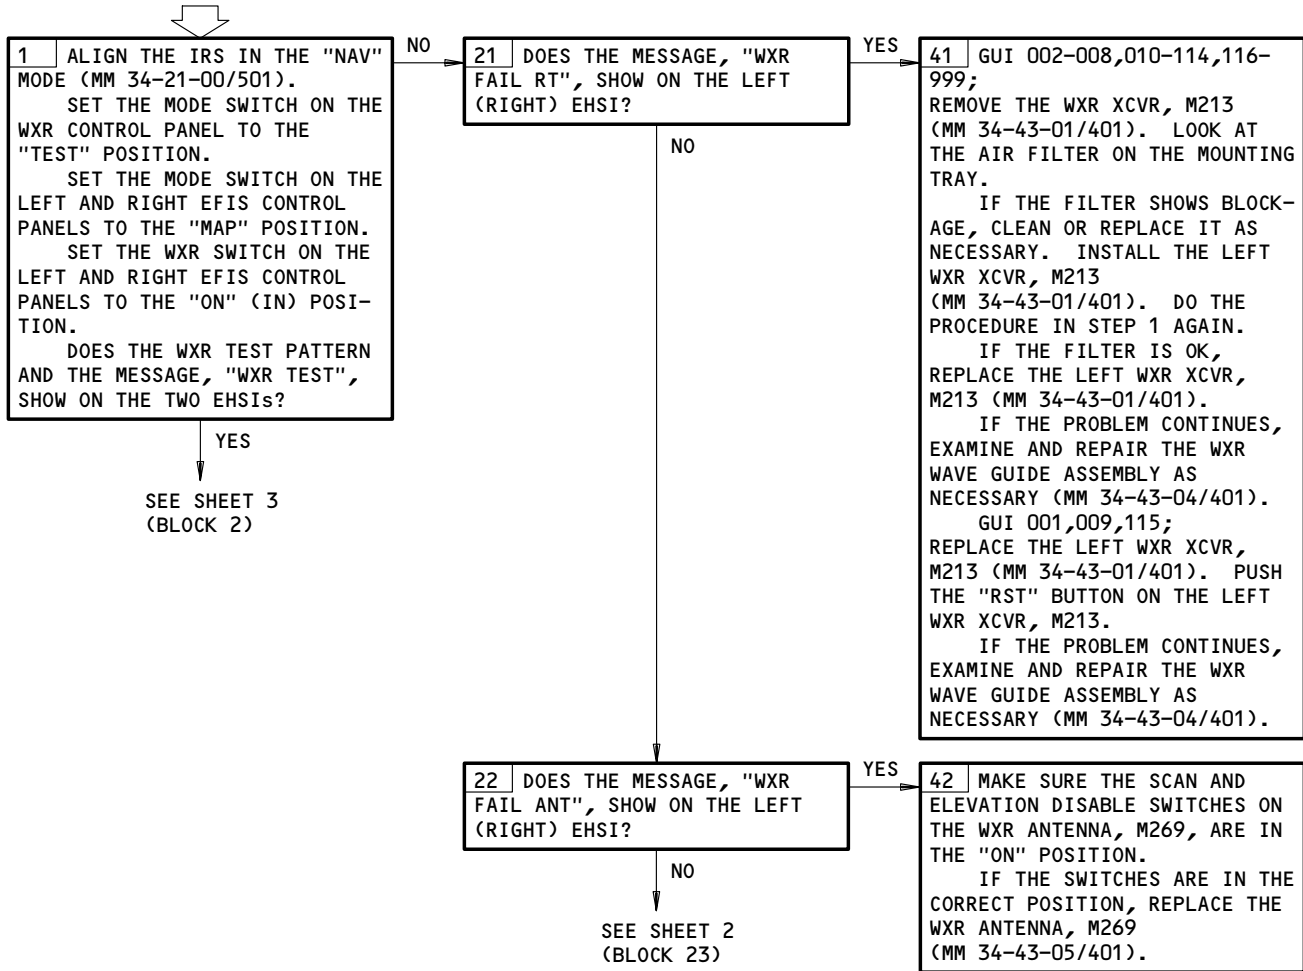 1 ALIGN THE IRS IN THE "NAV"
MODE (MM 34-21-00/501).
SET THE MODE SWITCH ON THE
WXR CONTROL PANEL TO THE
"TEST" POSITION.
SET THE MODE SWITCH ON THE
LEFT AND RIGHT EFIS CONTROL
PANELS TO THE "MAP" POSITION.
SET THE WXR SWITCH ON THE
LEFT AND RIGHT EFIS CONTROL
PANELS TO THE "ON" (IN) POSI-
TION.
DOES THE WXR TEST PATTERN
AND THE MESSAGE, "WXR TEST",
SHOW ON THE TWO EHSIs?
YES
SEE SHEET 3
(BLOCK 2)
NO
21 DOES THE MESSAGE, "WXR
FAIL RT", SHOW ON THE LEFT
(RIGHT) EHSI?
YES
NO
41 GUI 002-008,010-114,116-
999;
REMOVE THE WXR XCVR, M213
(MM 34-43-01/401). LOOK AT
THE AIR FILTER ON THE MOUNTING
TRAY.
IF THE FILTER SHOWS BLOCK-
AGE, CLEAN OR REPLACE IT AS
NECESSARY. INSTALL THE LEFT
WXR XCVR, M213
(MM 34-43-01/401). DO THE
PROCEDURE IN STEP 1 AGAIN.
IF THE FILTER IS OK,
REPLACE THE LEFT WXR XCVR,
M213 (MM 34-43-01/401).
IF THE PROBLEM CONTINUES,
EXAMINE AND REPAIR THE WXR
WAVE GUIDE ASSEMBLY AS
NECESSARY (MM 34-43-04/401).
GUI 001,009,115;
REPLACE THE LEFT WXR XCVR,
M213 (MM 34-43-01/401). PUSH
THE "RST" BUTTON ON THE LEFT
WXR XCVR, M213.
IF THE PROBLEM CONTINUES,
EXAMINE AND REPAIR THE WXR
WAVE GUIDE ASSEMBLY AS
NECESSARY (MM 34-43-04/401).
22 DOES THE MESSAGE, "WXR
FAIL ANT", SHOW ON THE LEFT
(RIGHT) EHSI?
YES
NO
SEE SHEET 2
(BLOCK 23)
42 MAKE SURE THE SCAN AND
ELEVATION DISABLE SWITCHES ON
THE WXR ANTENNA, M269, ARE IN
THE "ON" POSITION.
IF THE SWITCHES ARE IN THE
CORRECT POSITION, REPLACE THE
WXR ANTENNA, M269
(MM 34-43-05/401).